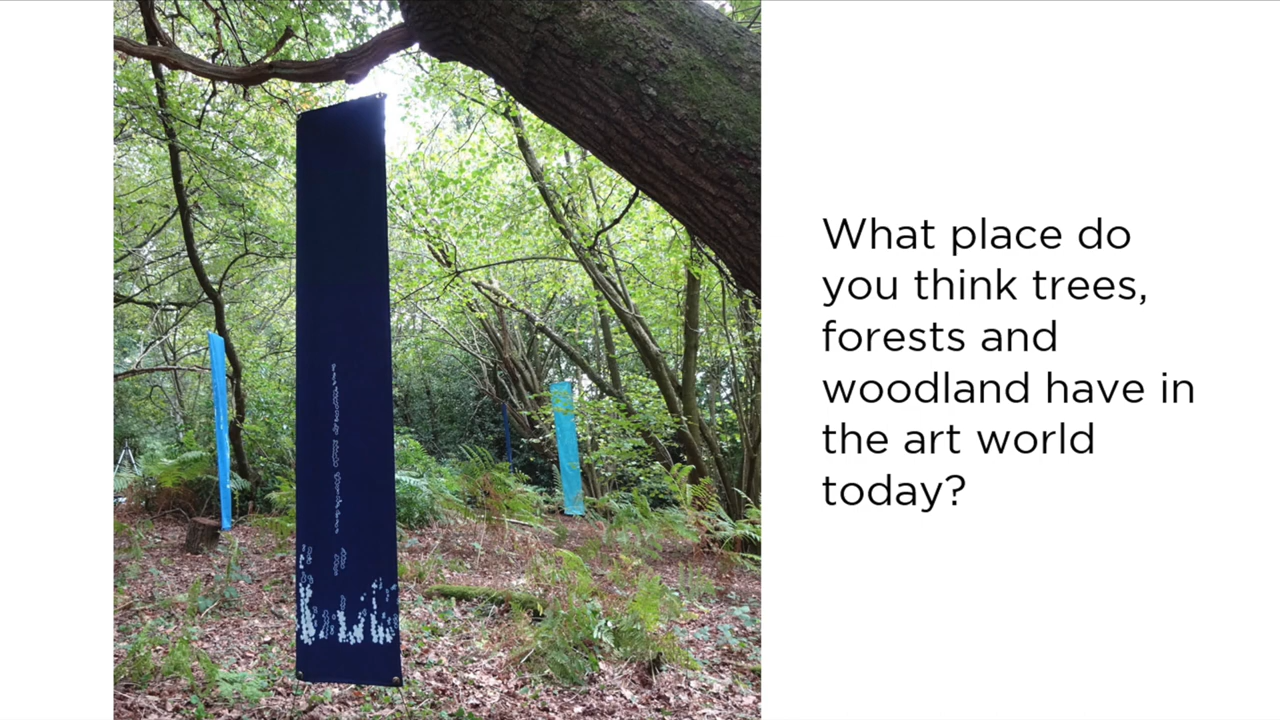 What place do
you think trees,
forests and
woodland have in
the art world
today?